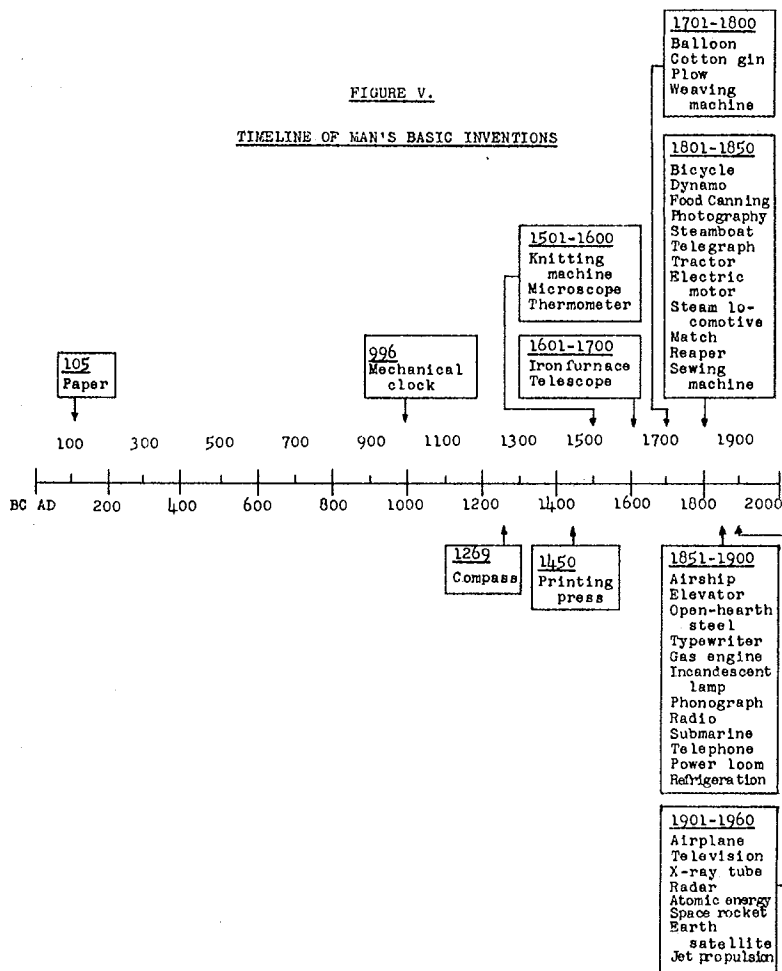 FIGURE V.
TIMELINE OF MAN'S BASIC INVENTIONS
1701-1800
Balloon
Cotton gin
Plow
Weaving
machine
1801-1850
Bicycle
Dynamo
Food Canning
Photography
Steamboat
Telegraph
Tractor
Electric
motor
Steam lo-
comotive
Match
Reaper
Sewing
machine
1501-1600
Knitting
machine
Microscope
Thermometer
1601-1700
Iron furnace
Telescope
105
Paper
996
Mechanical
clock
100 300 500 700 900 1100 1300 1500 1700 1900
BC AD 200 400 600 800 1000 1200 1400 1600 1800 2000
1269
Compass
1450
Printing
press
1851-1900
Airship
Elevator
Open-hearth
steel
Typewriter
Gas engine
Incandescent
lamp
Phonograph
Radio
Submarine
Telephone
Power loom
Refrigeration
1901-1960
Airplane
Television
X-ray tube
Radar
Atomic energy
Space rocket
Earth
satellite
Jet propulsion